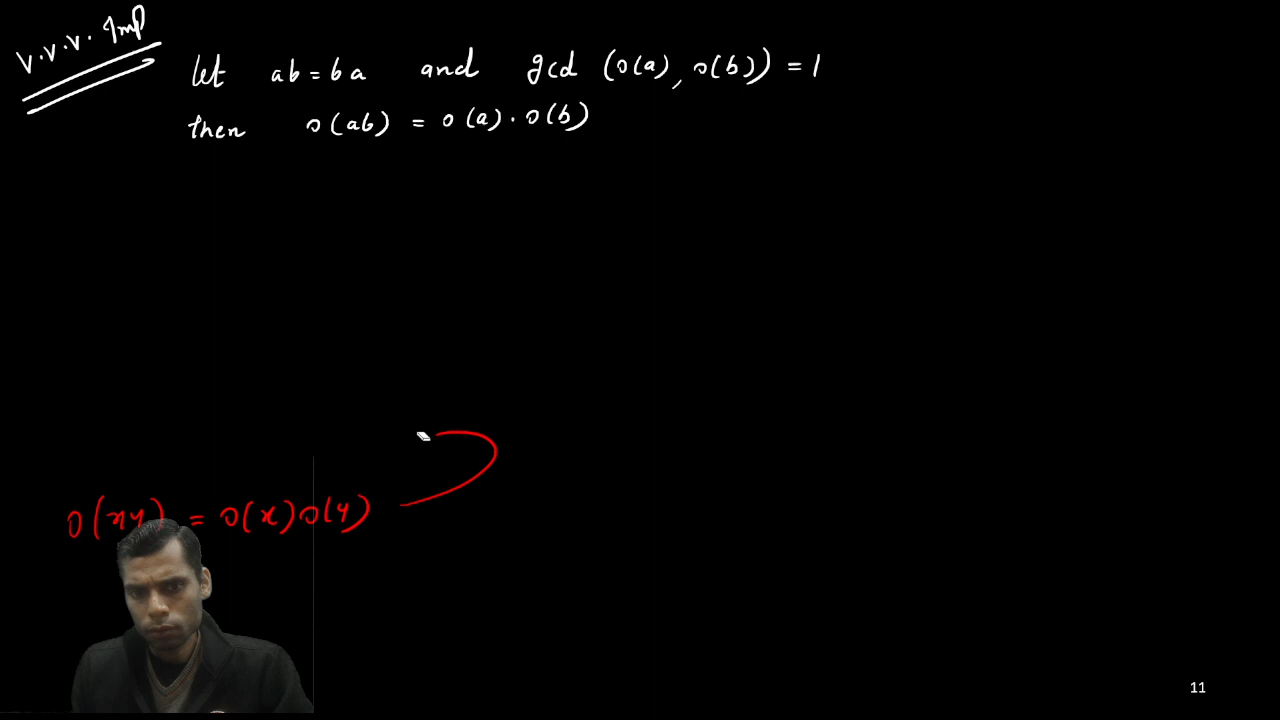 V.V.V. Imp
let ab = ba and gcd (o(a), o(b)) = 1
then o(ab) = o(a) . o(b)
o(xy) = o(x) o(y)
11